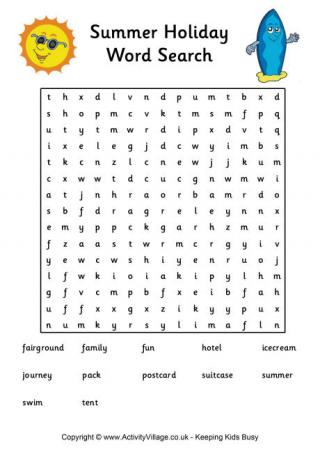 Summer Holiday
Word Search
t h x d l v n d p u m t b x d
s h o p m c v k t m s m f p q
u t y t m w r d i p x d v t q
i x e l e g j d c w y i m b s
t k c n z l c n e w j j k u m
c x w w t d c u c g n w m w i
a t j n h r a o r b a m r d o
s b f d r a g r e l e y n n x
e m y p p c k g a r h z m u r
f z a a s t w r m c r g y i v
y e w c w s h i y e n r u o j
l f w k i o i a k i p y l h m
g f v c m p b f x e i b f a h
u f f x x g x z i k y y p u x
n u m k y r s y l i m a f l n
fairground family fun hotel icecream
journey pack postcard suitcase summer
swim tent
Copyright © www.ActivityVillage.co.uk - Keeping Kids Busy